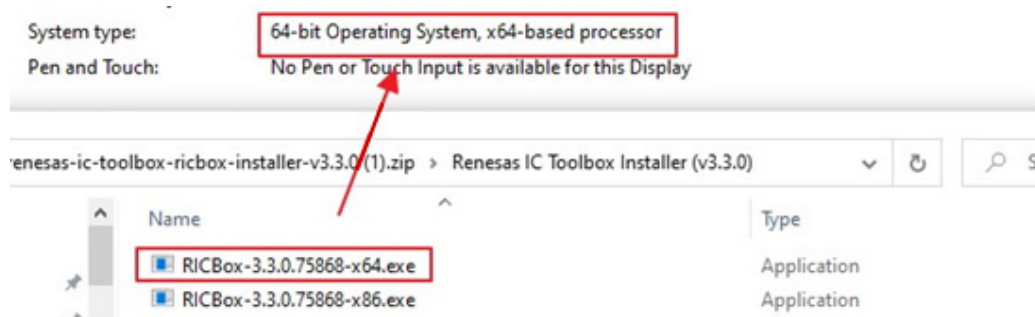 System type: 64-bit Operating System, x64-based processor
Pen and Touch: No Pen or Touch Input is available for this Display
renesas-ic-toolbox-ricbox-installer-v3.3.0 (1).zip > Renesas IC Toolbox Installer (v3.3.0)
Name Type
RICBox-3.3.0.75868-x64.exe Application
RICBox-3.3.0.75868-x86.exe Application